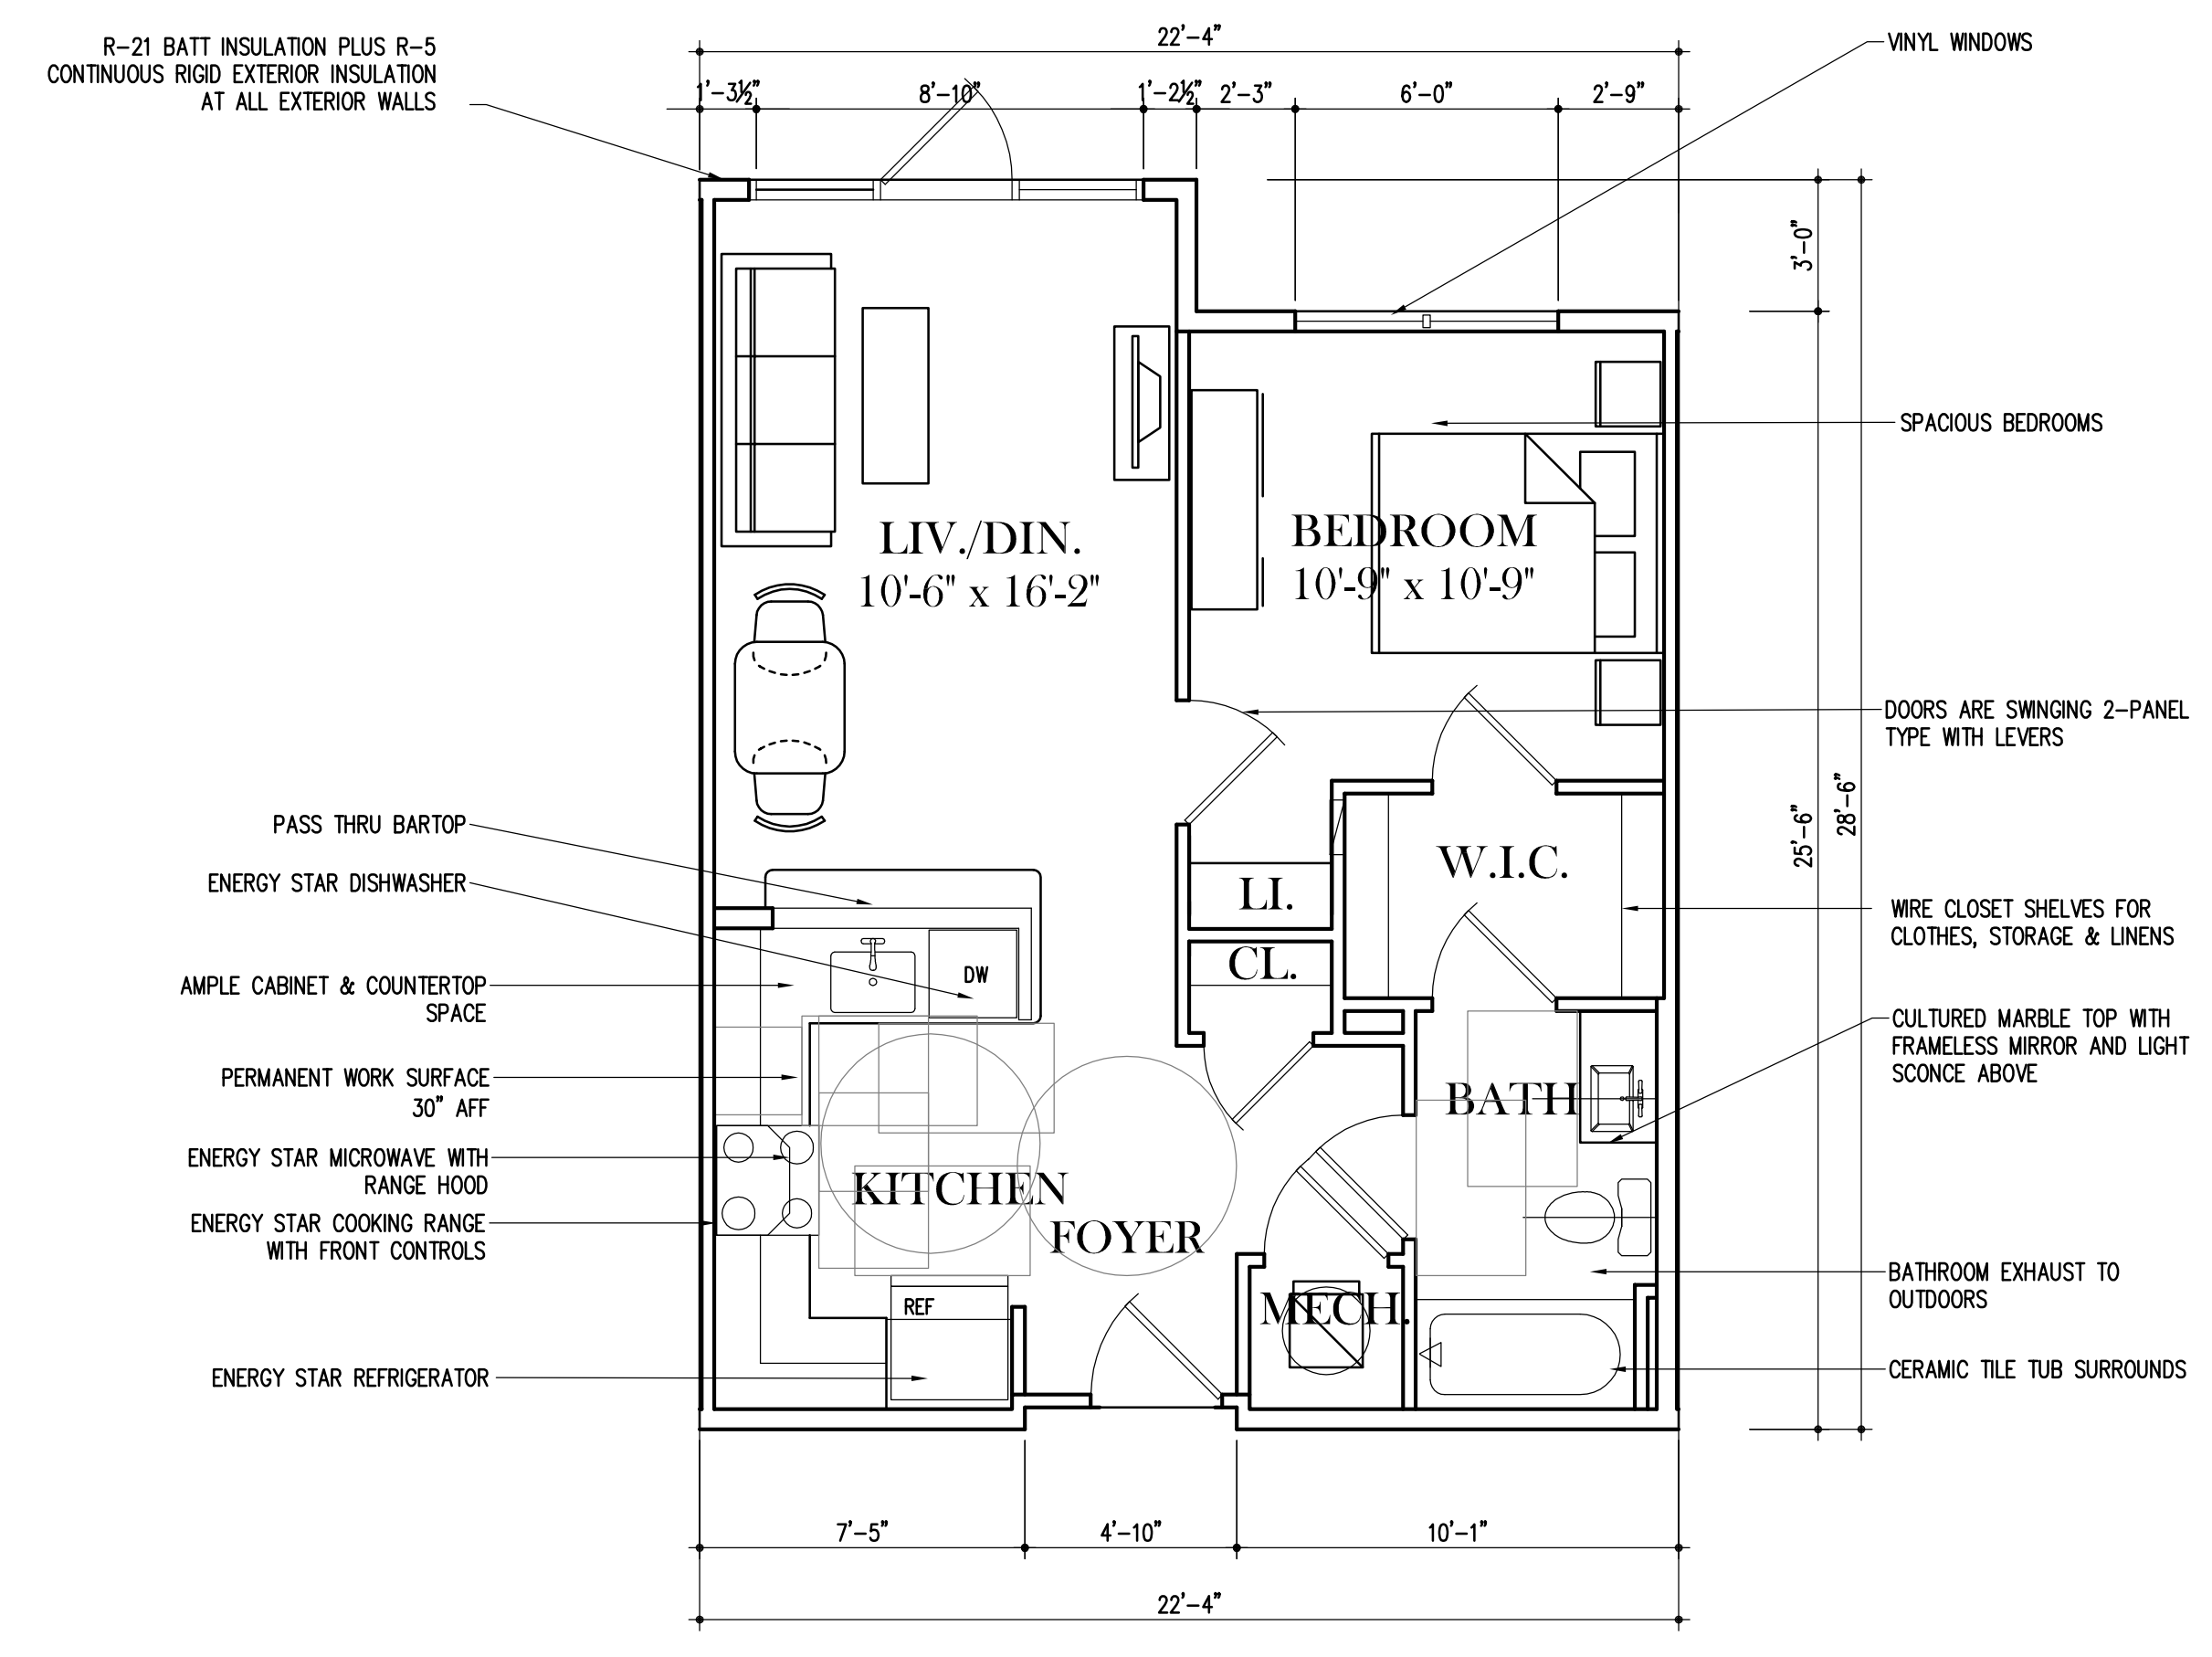 22'-4"
R-21 BATT INSULATION PLUS R-5
CONTINUOUS RIGID EXTERIOR INSULATION
AT ALL EXTERIOR WALLS
VINYL WINDOWS
1'-3½"
8'-10"
1'-2½"
2'-3"
6'-0"
2'-9"
3'-0"
SPACIOUS BEDROOMS
LIV./DIN.
10'-6" x 16'-2"
BEDROOM
10'-9" x 10'-9"
DOORS ARE SWINGING 2-PANEL
TYPE WITH LEVERS
25'-6"
28'-6"
PASS THRU BARTOP
ENERGY STAR DISHWASHER
W.I.C.
LI.
CL.
WIRE CLOSET SHELVES FOR
CLOTHES, STORAGE & LINENS
DW
AMPLE CABINET & COUNTERTOP
SPACE
CULTURED MARBLE TOP WITH
FRAMELESS MIRROR AND LIGHT
SCONCE ABOVE
PERMANENT WORK SURFACE
30" AFF
BATH
ENERGY STAR MICROWAVE WITH
RANGE HOOD
KITCHEN
ENERGY STAR COOKING RANGE
WITH FRONT CONTROLS
FOYER
BATHROOM EXHAUST TO
OUTDOORS
REF
MECH.
ENERGY STAR REFRIGERATOR
CERAMIC TILE TUB SURROUNDS
7'-5"
4'-10"
10'-1"
22'-4"